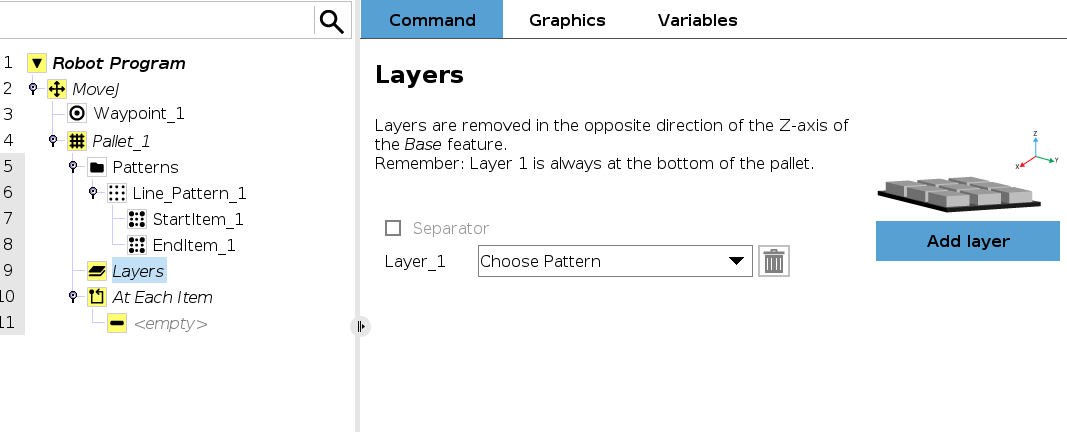 Command Graphics Variables
1 Robot Program
2 MoveJ
3 Waypoint_1
4 Pallet_1
5 Patterns
6 Line_Pattern_1
7 StartItem_1
8 EndItem_1
9 Layers
10 At Each Item
11 <empty>
Layers
Layers are removed in the opposite direction of the Z-axis of
the Base feature.
Remember: Layer 1 is always at the bottom of the pallet.
Z
X
Y
Separator
Layer_1 Choose Pattern
Add layer